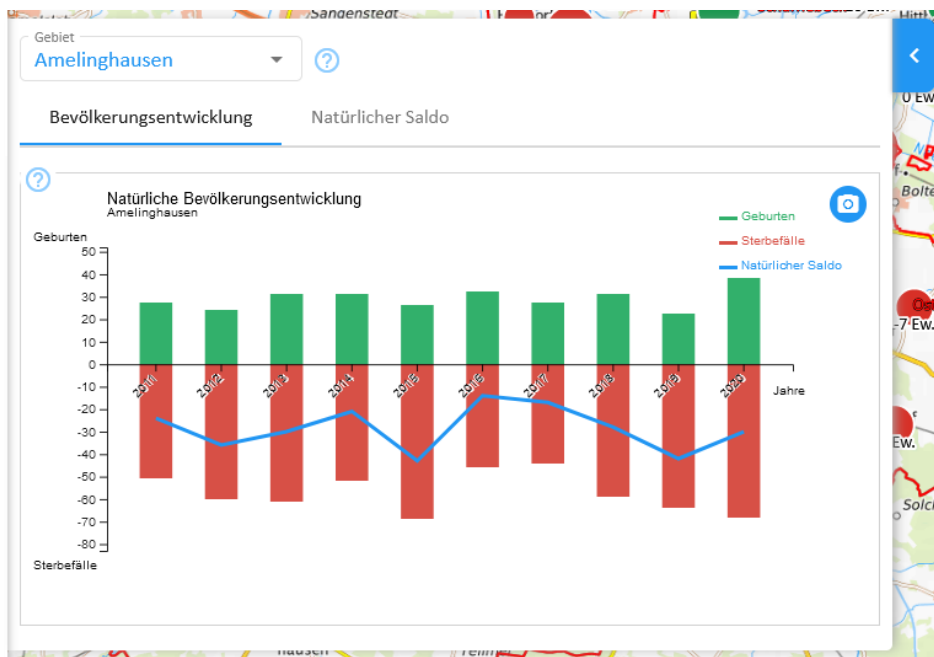 Sangenstedt
Gebiet
Amelinghausen
Bevölkerungsentwicklung
Natürlicher Saldo
0 Ew
Natürliche Bevölkerungsentwicklung
Amelinghausen
Geburten
Sterbefälle
Natürlicher Saldo
Geburten
50
40
30
20
10
0
-10
-20
-30
-40
-50
-60
-70
-80
2011
2012
2013
2014
2015
2016
2017
2018
2019
2020
Jahre
Sterbefälle
Bolte
-7 Ew.
Ew.
Solc
hausen